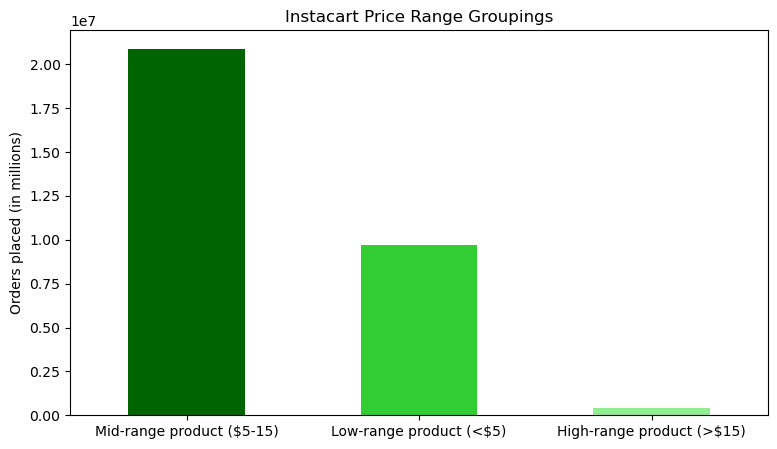 Instacart Price Range Groupings
1e7
Orders placed (in millions)
2.00
1.75
1.50
1.25
1.00
0.75
0.50
0.25
0.00
Mid-range product ($5-15)
Low-range product (<$5)
High-range product (>$15)